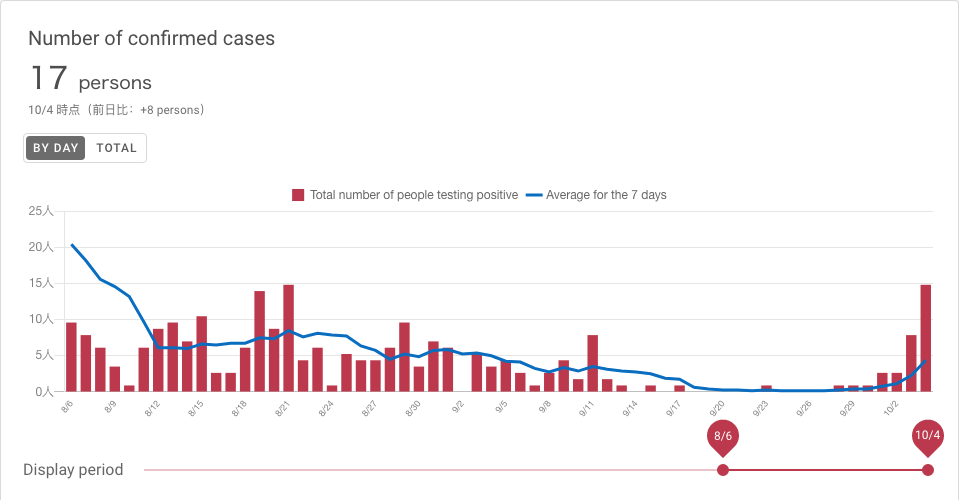 Number of confirmed cases
17 persons
10/4 時点（前日比：+8 persons）
BY DAY TOTAL
Total number of people testing positive Average for the 7 days
25人
20人
15人
10人
5人
0人
8/6 8/9 8/12 8/15 8/18 8/21 8/24 8/27 8/30 9/2 9/5 9/8 9/11 9/14 9/17 9/20 9/23 9/26 9/29 10/2
8/6 10/4
Display period